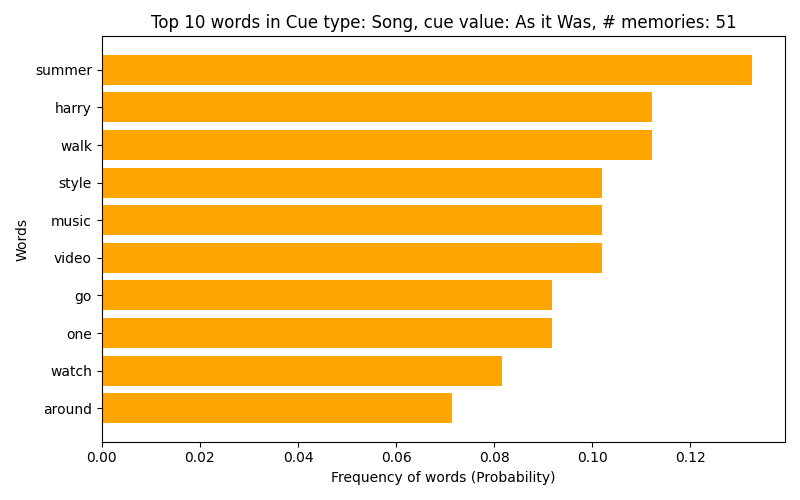 Top 10 words in Cue type: Song, cue value: As it Was, # memories: 51
summer
harry
walk
style
music
video
go
one
watch
around
Words
0.00 0.02 0.04 0.06 0.08 0.10 0.12
Frequency of words (Probability)